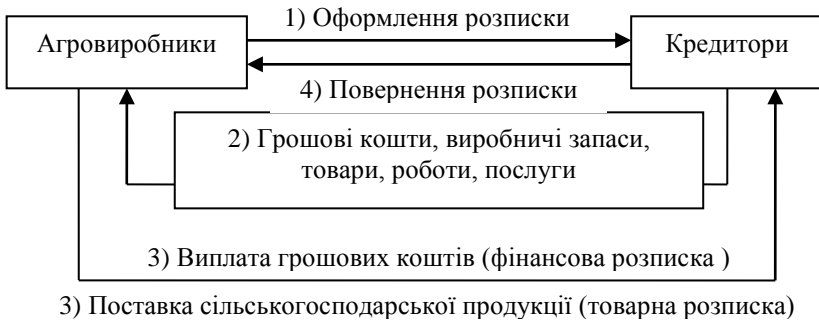 1) Оформлення розписки
Агровиробники
Кредитори
4) Повернення розписки
2) Грошові кошти, виробничі запаси,
товари, роботи, послуги
3) Виплата грошових коштів (фінансова розписка )
3) Поставка сільськогосподарської продукції (товарна розписка)